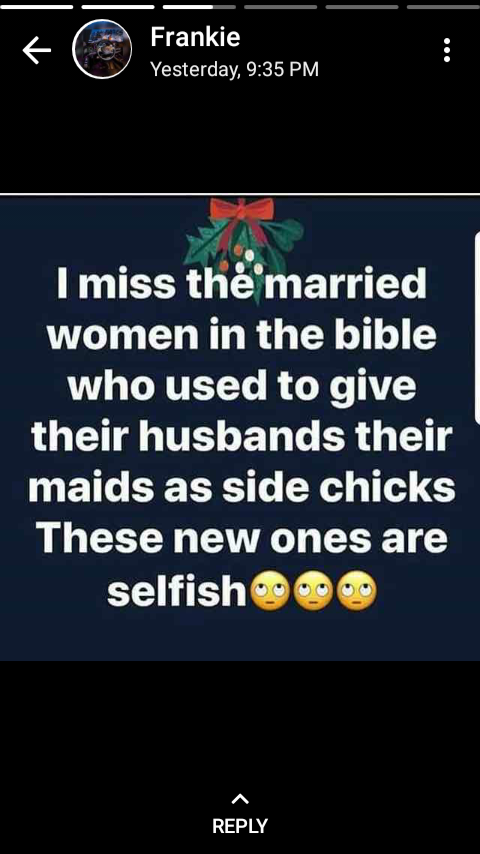 Frankie
Yesterday, 9:35 PM
I miss the married
women in the bible
who used to give
their husbands their
maids as side chicks
These new ones are
selfish🙄🙄🙄
REPLY